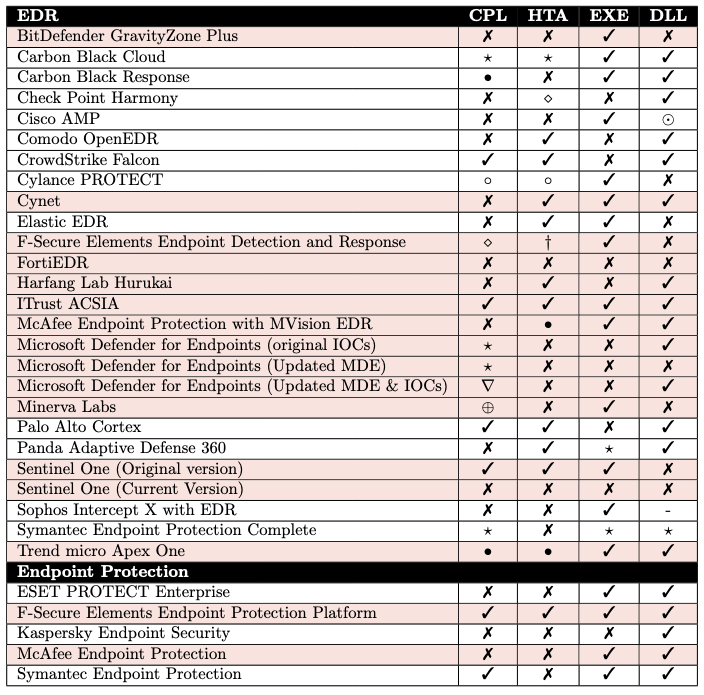 EDR CPL HTA EXE DLL
BitDefender GravityZone Plus ✗ ✗ ✓ ✗
Carbon Black Cloud ⋆ ⋆ ✓ ✓
Carbon Black Response • ✗ ✓ ✓
Check Point Harmony ✗ ⋄ ✗ ✓
Cisco AMP ✗ ✗ ✓ ⊙
Comodo OpenEDR ✗ ✓ ✗ ✓
CrowdStrike Falcon ✓ ✓ ✗ ✓
Cylance PROTECT ○ ○ ✓ ✗
Cynet ✗ ✓ ✓ ✓
Elastic EDR ✗ ✓ ✓ ✗
F-Secure Elements Endpoint Detection and Response ⋄ † ✓ ✗
FortiEDR ✗ ✗ ✗ ✗
Harfang Lab Hurukai ✗ ✓ ✗ ✓
ITrust ACSIA ✓ ✓ ✓ ✓
McAfee Endpoint Protection with MVision EDR ✗ • ✓ ✓
Microsoft Defender for Endpoints (original IOCs) ⋆ ✗ ✗ ✓
Microsoft Defender for Endpoints (Updated MDE) ⋆ ✗ ✗ ✗
Microsoft Defender for Endpoints (Updated MDE & IOCs) ∇ ✗ ✗ ✓
Minerva Labs ⊕ ✗ ✓ ✗
Palo Alto Cortex ✓ ✓ ✗ ✓
Panda Adaptive Defense 360 ✗ ✓ ⋆ ✓
Sentinel One (Original version) ✓ ✓ ✓ ✗
Sentinel One (Current Version) ✗ ✗ ✗ ✗
Sophos Intercept X with EDR ✗ ✗ ✓ -
Symantec Endpoint Protection Complete ⋆ ✗ ⋆ ⋆
Trend micro Apex One • • ✓ ✓
Endpoint Protection
ESET PROTECT Enterprise ✗ ✗ ✓ ✓
F-Secure Elements Endpoint Protection Platform ✓ ✓ ✓ ✓
Kaspersky Endpoint Security ✗ ✗ ✗ ✓
McAfee Endpoint Protection ✗ ✗ ✓ ✓
Symantec Endpoint Protection ✓ ✗ ✓ ✓